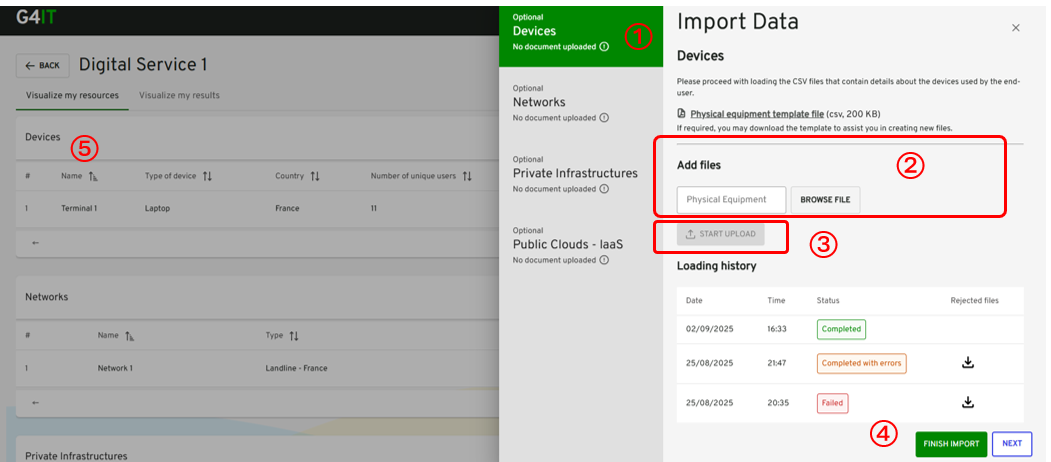 G4IT
← BACK
Digital Service 1
Visualize my resources
Visualize my results
Devices
⑤
# Name Type of device Country Number of unique users
1 Terminal 1 Laptop France 11
←
Networks
# Name Type
1 Network 1 Landline - France
←
Private Infrastructures
Optional
Devices
①
No document uploaded
Optional
Networks
No document uploaded
Optional
Private Infrastructures
No document uploaded
Optional
Public Clouds - IaaS
No document uploaded
Import Data
Devices
Please proceed with loading the CSV files that contain details about the devices used by the end-
user.
Physical equipment template file (csv, 200 KB)
If required, you may download the template to assist you in creating new files.
②
Add files
Physical Equipment BROWSE FILE
START UPLOAD
③
Loading history
Date Time Status Rejected files
02/09/2025 16:33 Completed
25/08/2025 21:47 Completed with errors
25/08/2025 20:35 Failed
④
FINISH IMPORT NEXT